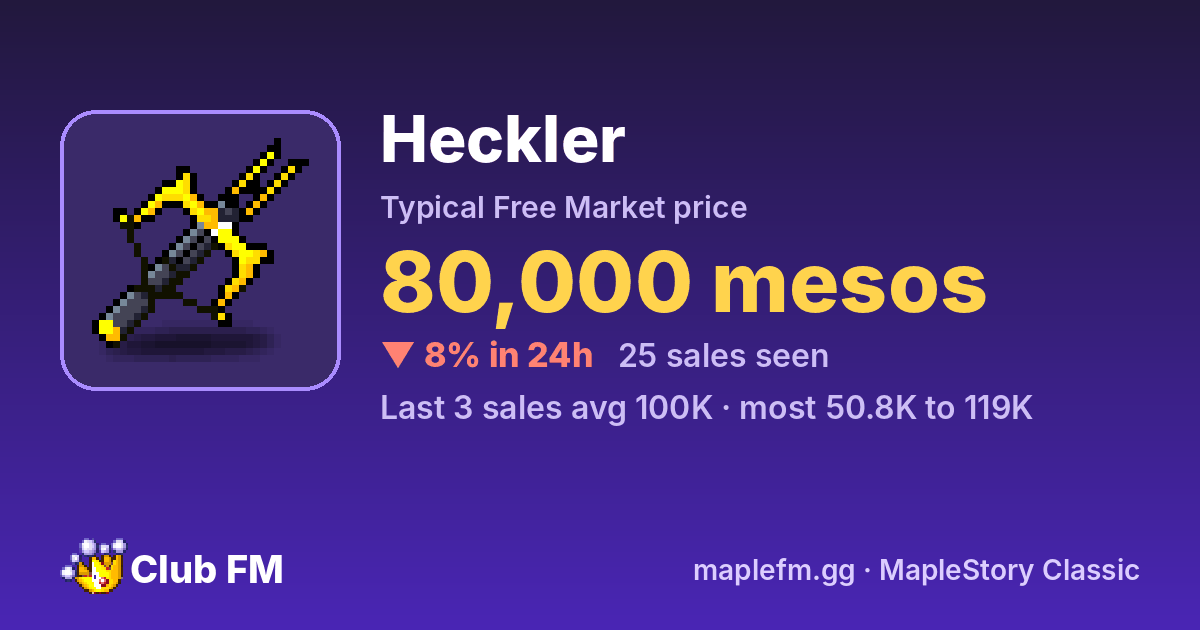 Heckler
Typical Free Market price
80,000 mesos
▼ 8% in 24h 25 sales seen
Last 3 sales avg 100K · most 50.8K to 119K
Club FM
maplefm.gg · MapleStory Classic